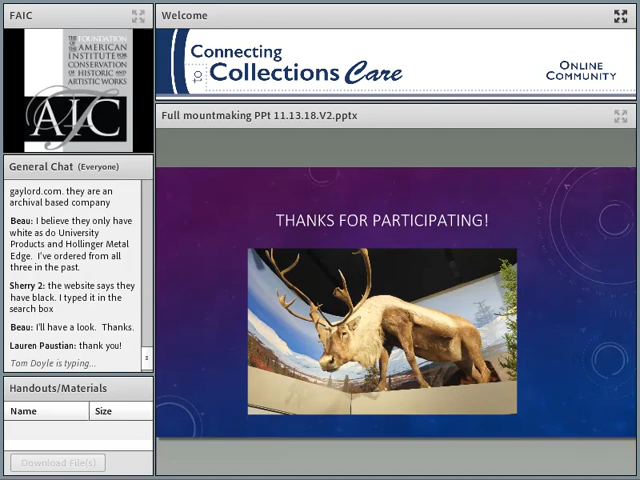 FAIC
THE FOUNDATION
OF THE AMERICAN
INSTITUTE FOR
CONSERVATION
OF HISTORIC AND
ARTISTIC WORKS
AIC
General Chat (Everyone)
gaylord.com. they are an
archival based company
Beau: I believe they only have
white as do University
Products and Hollinger Metal
Edge.  I've ordered from all
three in the past.
Sherry 2: the website says they
have black. I typed it in the
search box
Beau: I'll have a look.  Thanks.
Lauren Paustian: thank you!
Tom Doyle is typing...
Handouts/Materials
Name Size
Download File(s)
Welcome
Connecting
to Collections Care
ONLINE
COMMUNITY
Full mountmaking PPt 11.13.18.V2.pptx
THANKS FOR PARTICIPATING!